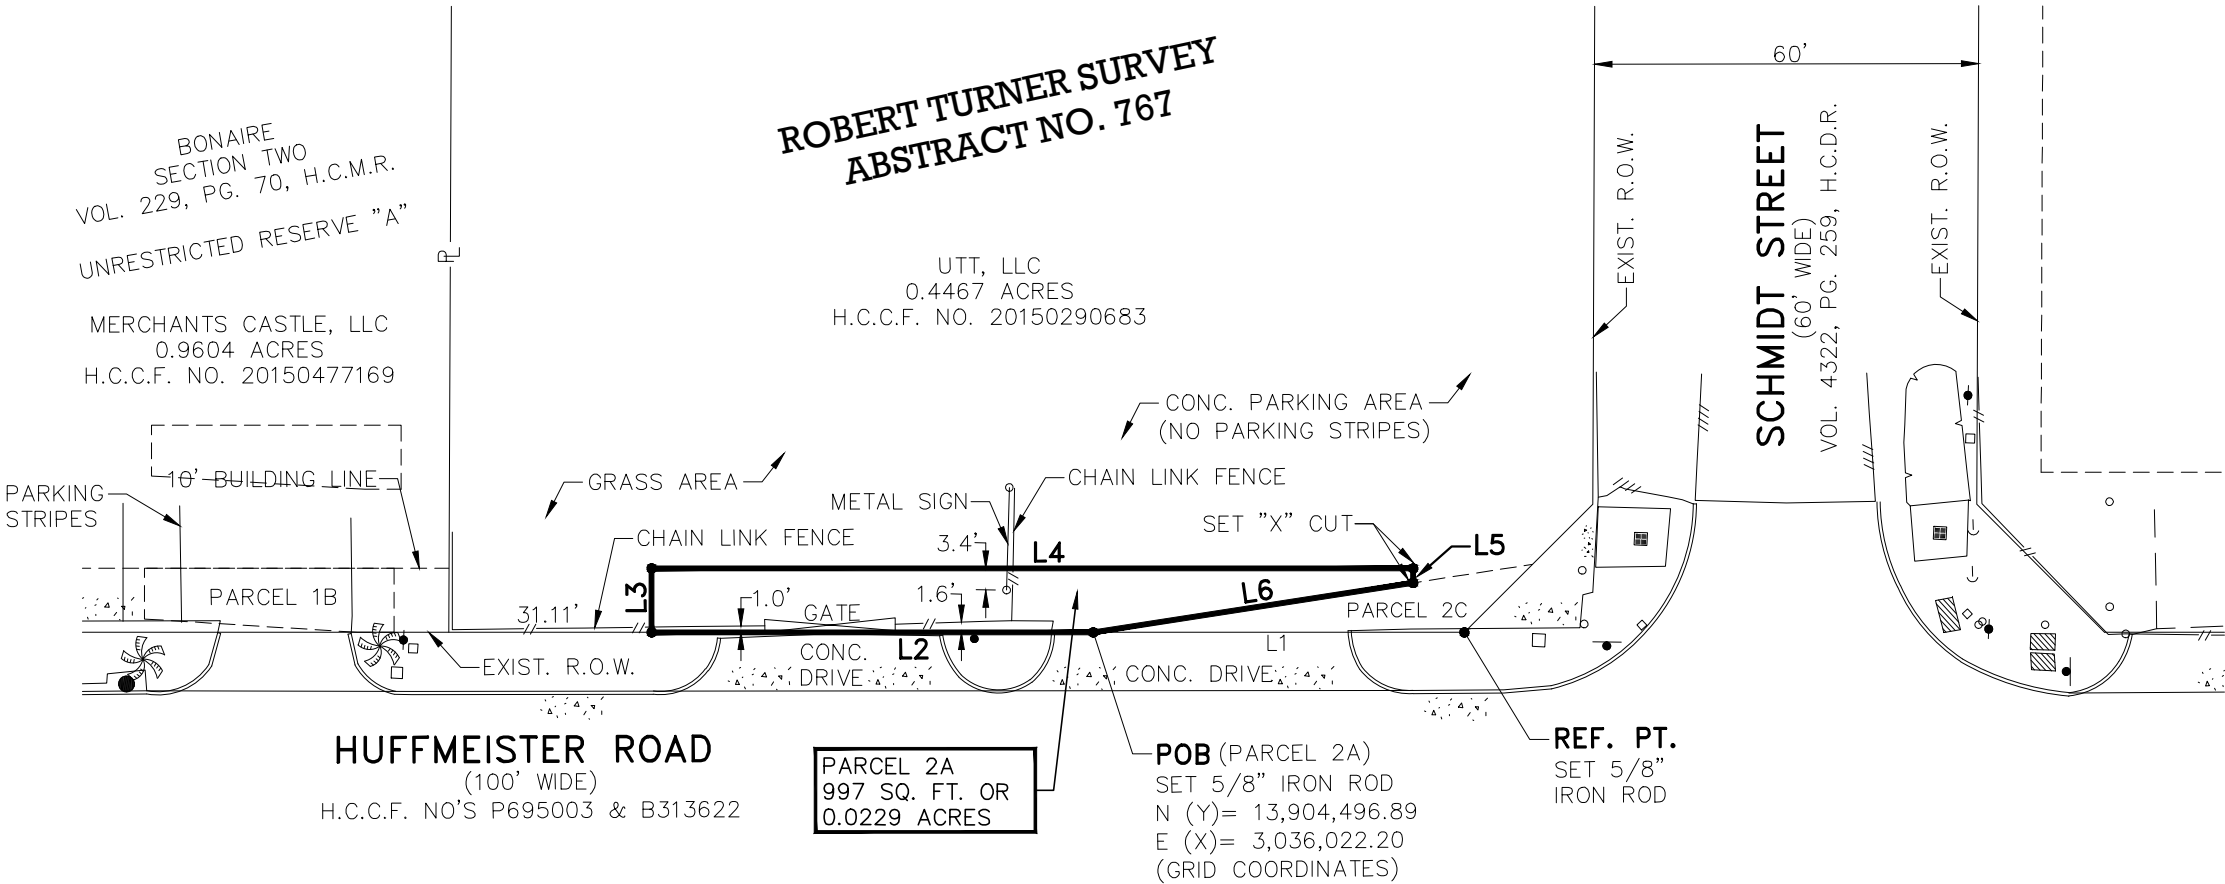 ROBERT TURNER SURVEY
ABSTRACT NO. 767
60'
BONAIRE
SECTION TWO
VOL. 229, PG. 70, H.C.M.R.
UNRESTRICTED RESERVE "A"
MERCHANTS CASTLE, LLC
0.9604 ACRES
H.C.C.F. NO. 20150477169
PL
UTT, LLC
0.4467 ACRES
H.C.C.F. NO. 20150290683
EXIST. R.O.W.
SCHMIDT STREET
(60' WIDE)
VOL. 4322, PG. 259, H.C.D.R.
EXIST. R.O.W.
CONC. PARKING AREA
(NO PARKING STRIPES)
10' BUILDING LINE
PARKING
STRIPES
GRASS AREA
METAL SIGN
CHAIN LINK FENCE
SET "X" CUT
CHAIN LINK FENCE
3.4'
L4
L5
PARCEL 1B
31.11'
L3
1.0'
GATE
1.6'
L6
PARCEL 2C
EXIST. R.O.W.
CONC.
DRIVE
L2
L1
CONC. DRIVE
HUFFMEISTER ROAD
(100' WIDE)
H.C.C.F. NO'S P695003 & B313622
PARCEL 2A
997 SQ. FT. OR
0.0229 ACRES
POB (PARCEL 2A)
SET 5/8" IRON ROD
N (Y)= 13,904,496.89
E (X)= 3,036,022.20
(GRID COORDINATES)
REF. PT.
SET 5/8"
IRON ROD